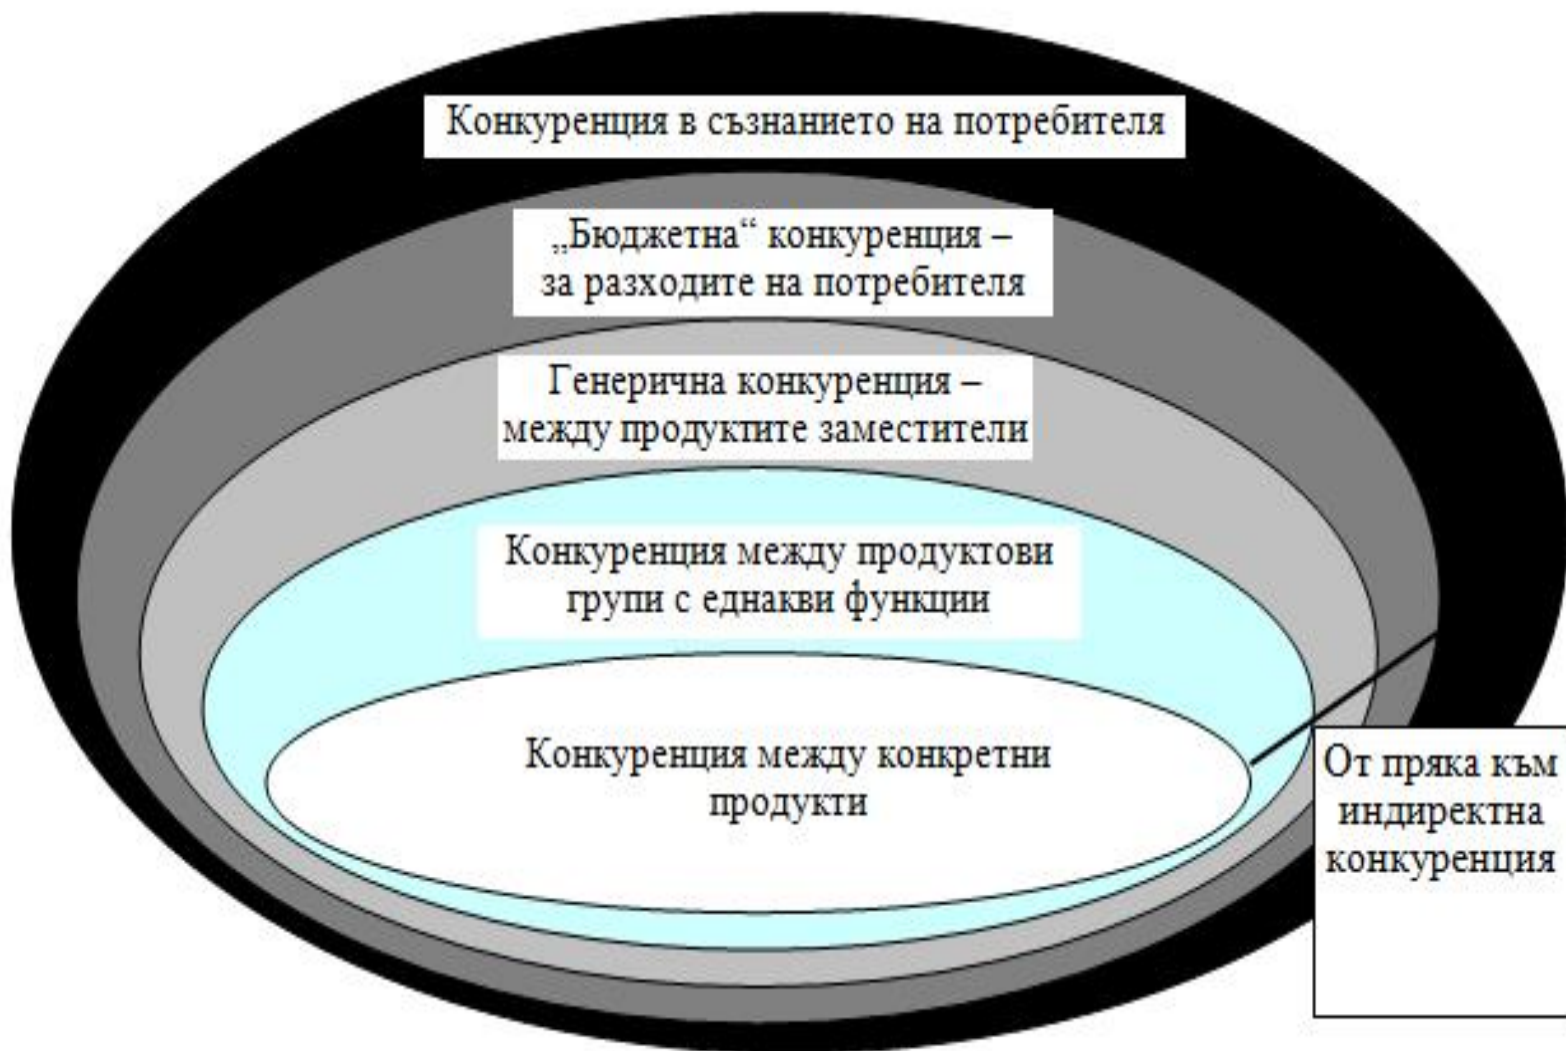 Конкуренция в съзнанието на потребителя
„Бюджетна“ конкуренция –
за разходите на потребителя
Генерична конкуренция –
между продуктите заместители
Конкуренция между продуктови
групи с еднакви функции
Конкуренция между конкретни
продукти
От пряка към
индиректна
конкуренция